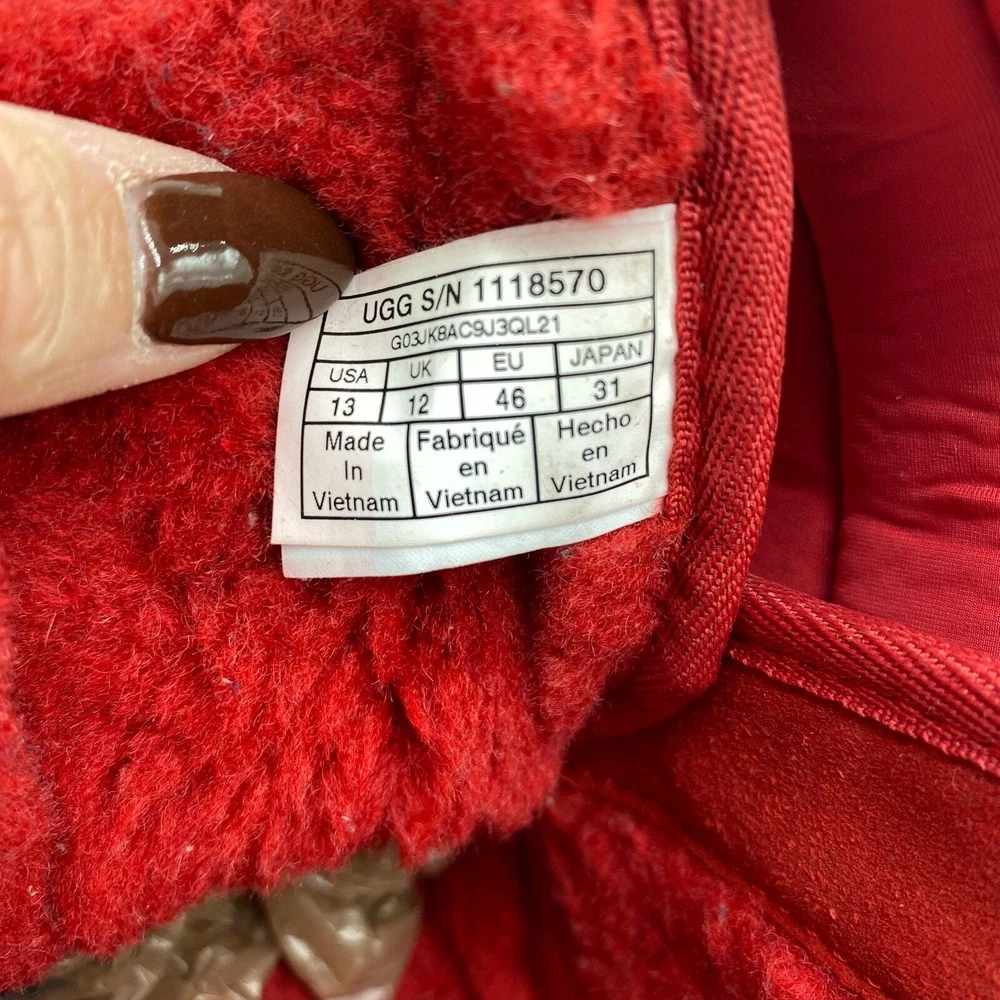 UGG S/N 1118570
G03JK8AC9J3QL21
USA UK EU JAPAN
13 12 46 31
Made In Vietnam
Fabriqué en Vietnam
Hecho en Vietnam